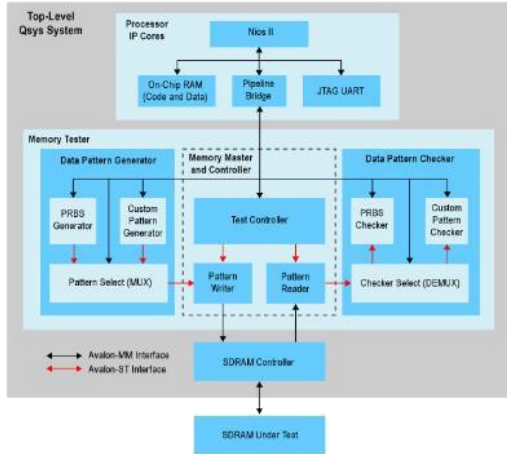 Top-Level
Qsys System
Processor
IP Cores
Nios II
On-Chip RAM
(Code and Data)
Pipeline
Bridge
JTAG UART
Memory Tester
Data Pattern Generator
Memory Master
and Controller
Data Pattern Checker
PRBS
Generator
Custom
Pattern
Generator
Test Controller
PRBS
Checker
Custom
Pattern
Checker
Pattern Select (MUX)
Pattern
Writer
Pattern
Reader
Checker Select (DEMUX)
Avalon-MM Interface
Avalon-ST Interface
SDRAM Controller
SDRAM Under Test